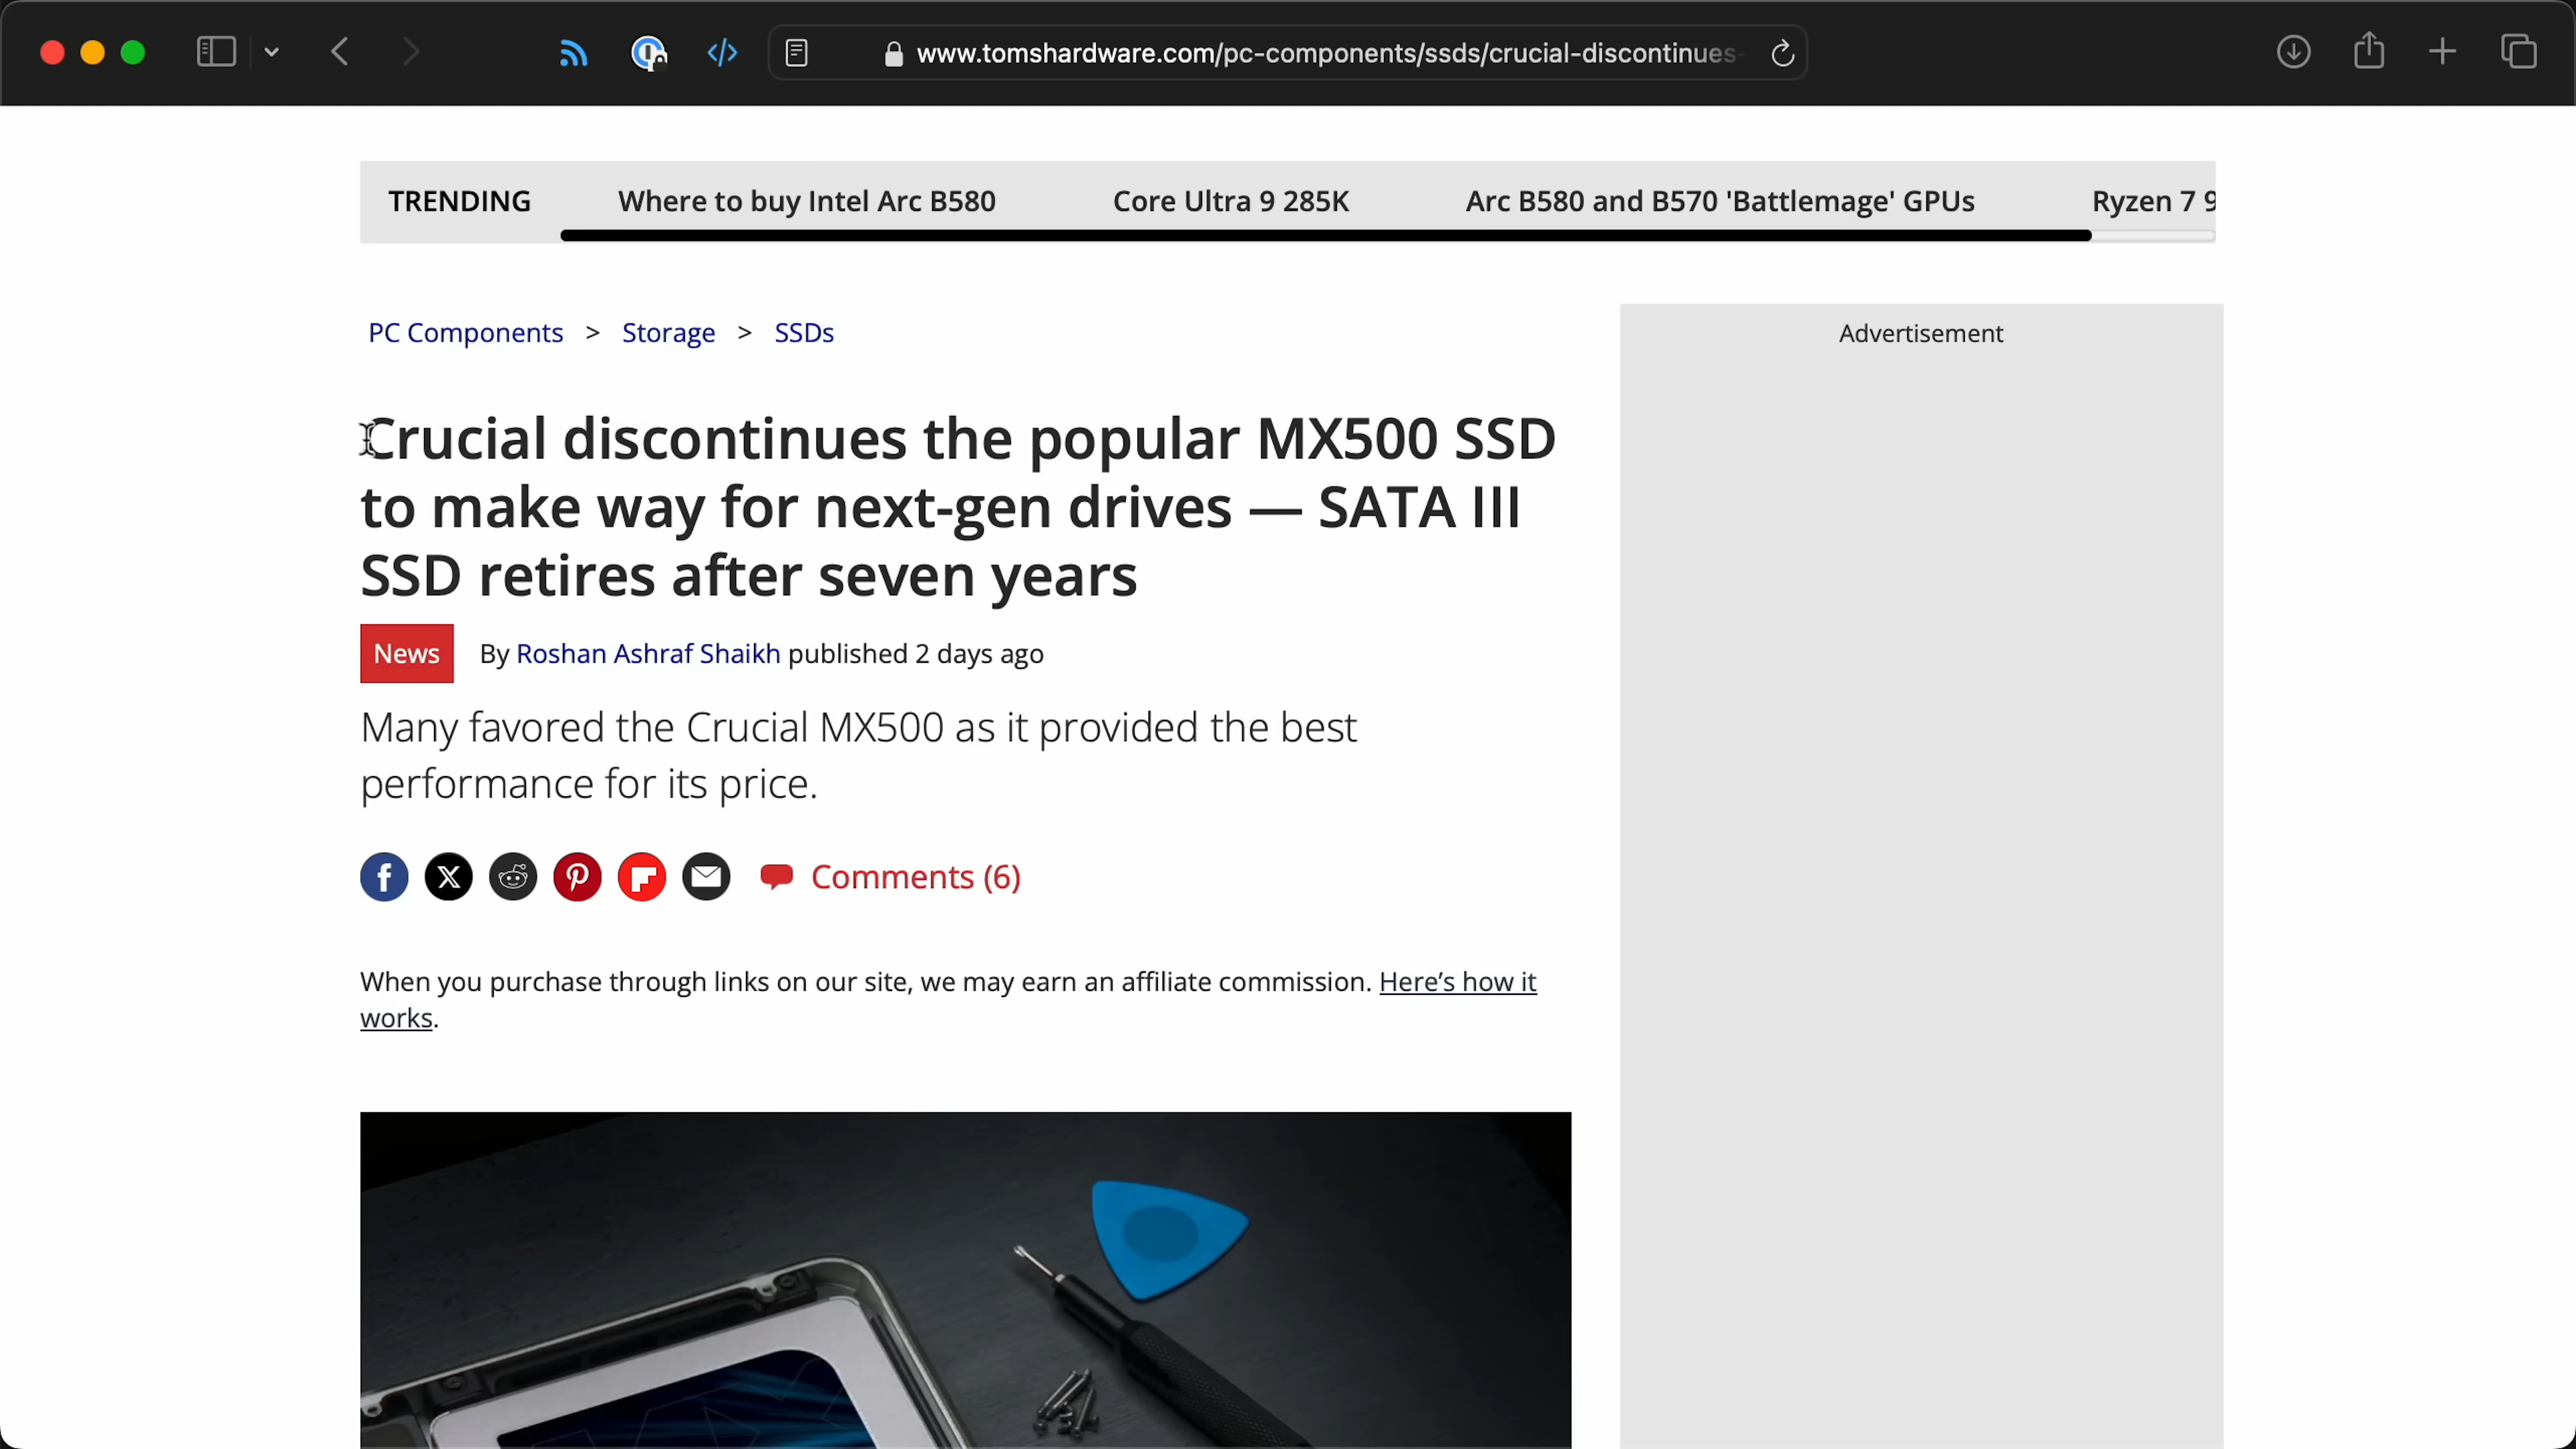 www.tomshardware.com/pc-components/ssds/crucial-discontinues-
TRENDING Where to buy Intel Arc B580 Core Ultra 9 285K Arc B580 and B570 'Battlemage' GPUs Ryzen 7 9
PC Components > Storage > SSDs
Advertisement
Crucial discontinues the popular MX500 SSD
to make way for next-gen drives — SATA III
SSD retires after seven years
News By Roshan Ashraf Shaikh published 2 days ago
Many favored the Crucial MX500 as it provided the best
performance for its price.
Comments (6)
When you purchase through links on our site, we may earn an affiliate commission. Here’s how it
works.